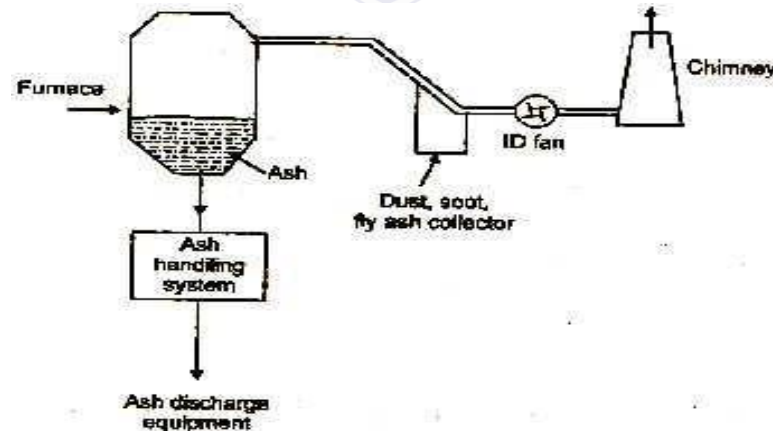 Furnace
Chimney
ID fan
Ash
Dust, soot,
fly ash collector
Ash
handling
system
Ash discharge
equipment